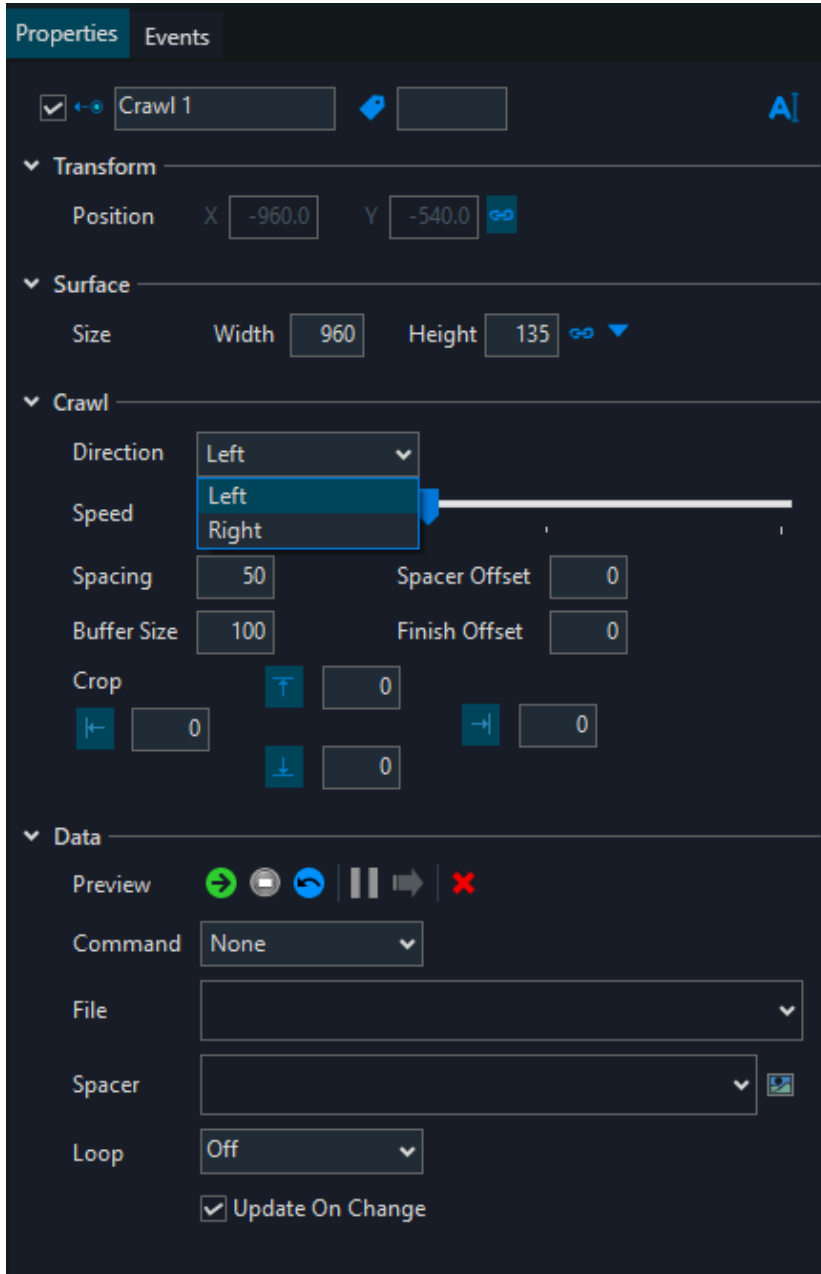 Properties Events
Crawl 1
A
Transform
Position X -960.0 Y -540.0
Surface
Size Width 960 Height 135
Crawl
Direction Left
Left
Speed
Right
Spacing 50 Spacer Offset 0
Buffer Size 100 Finish Offset 0
Crop
0
0 0
0
Data
Preview
Command None
File
Spacer
Loop Off
Update On Change